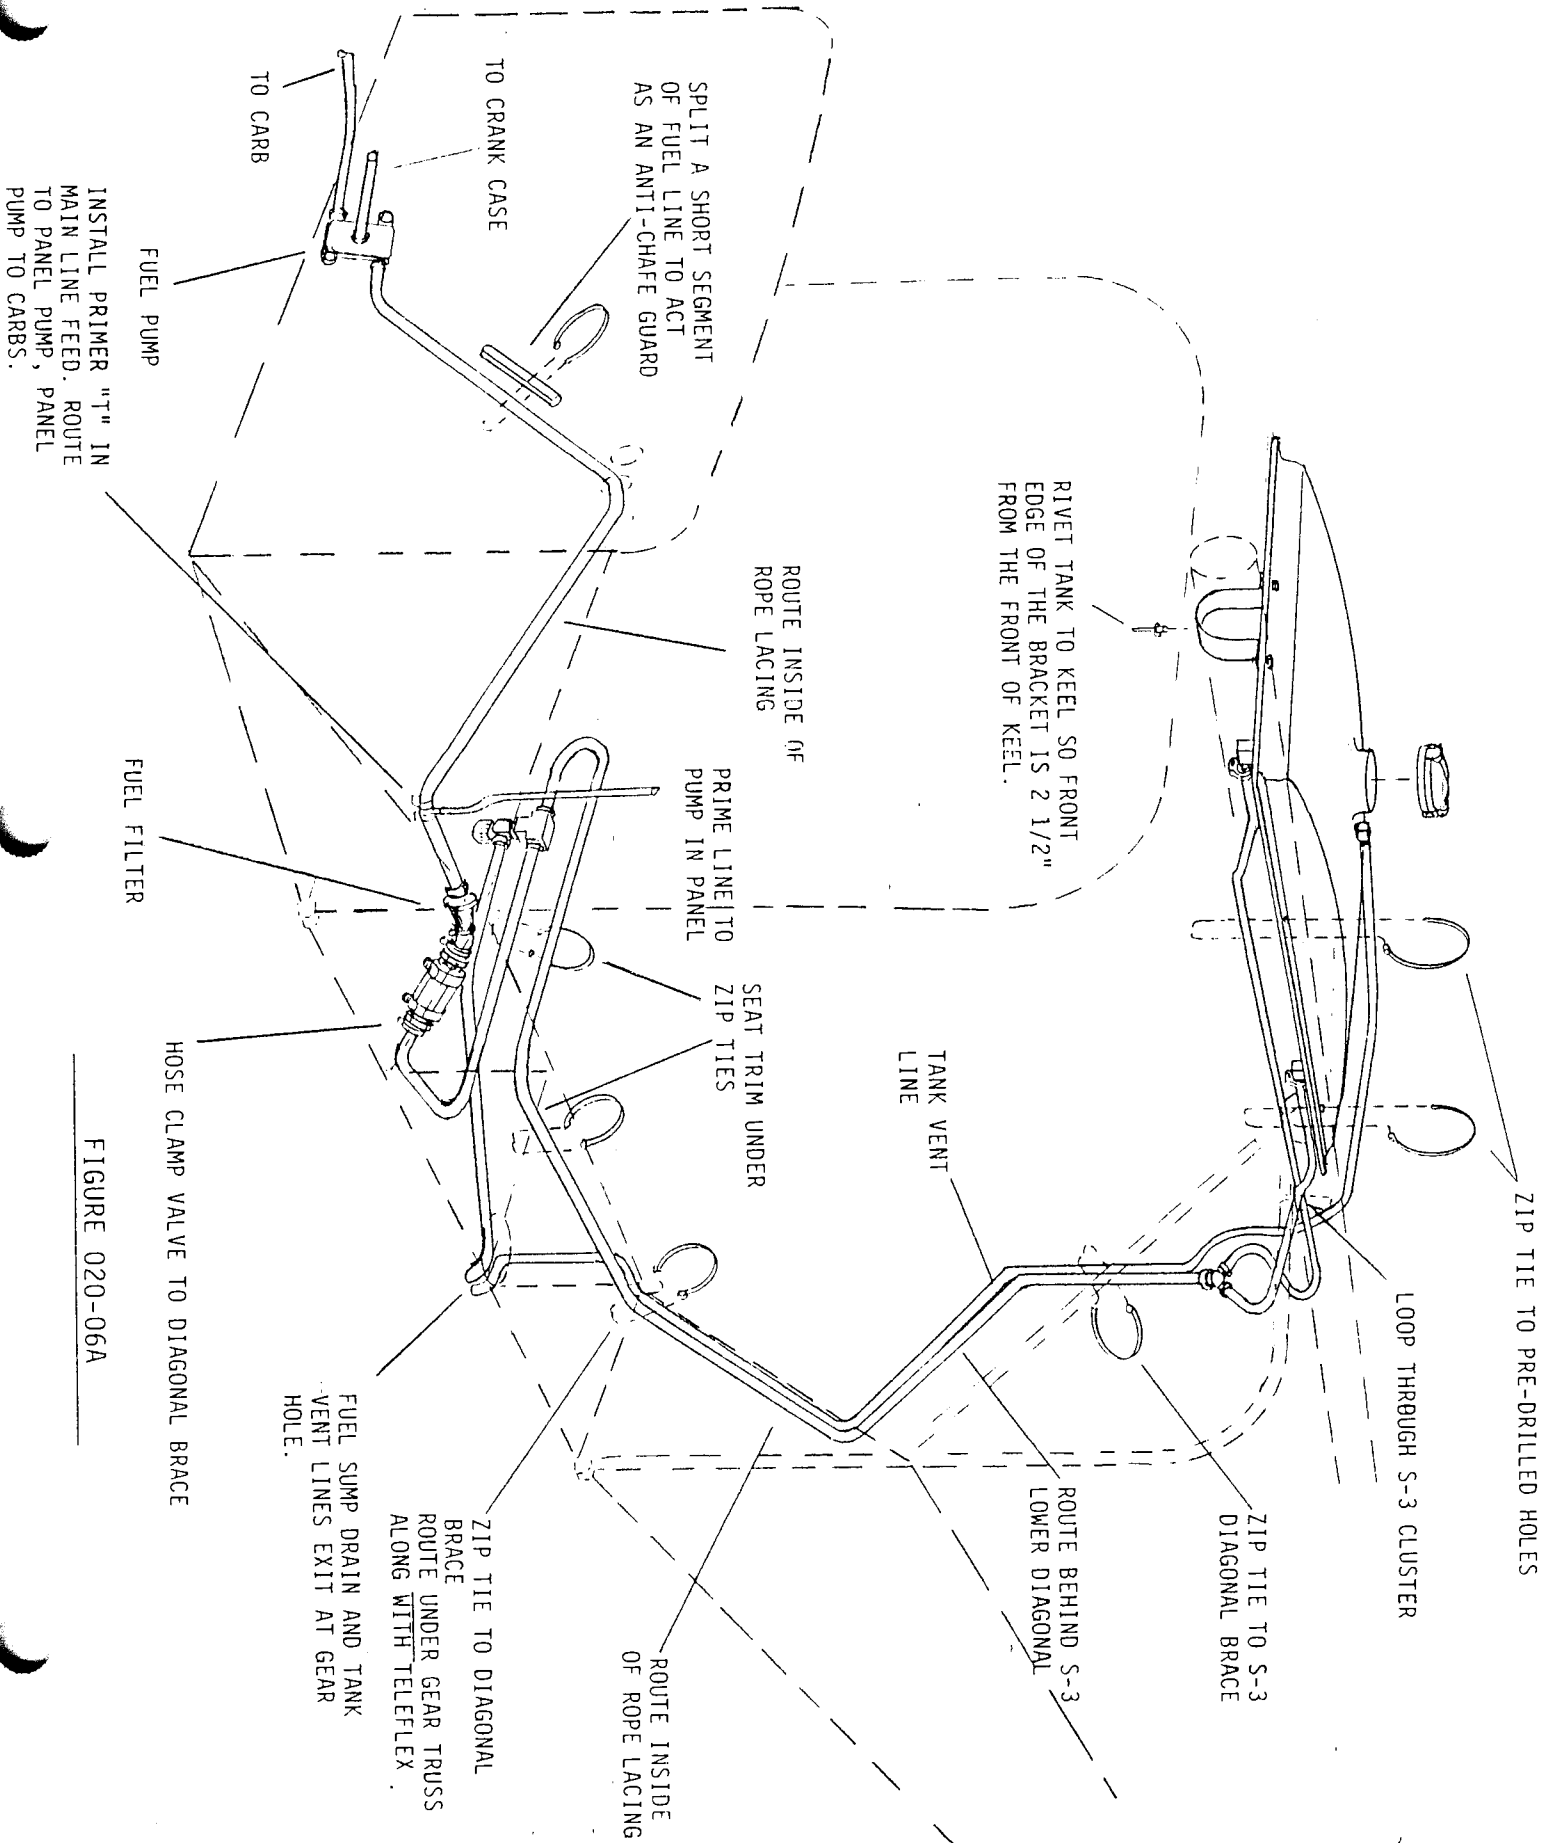 ZIP TIE TO PRE-DRILLED HOLES
LOOP THROUGH S-3 CLUSTER
ZIP TIE TO S-3
DIAGONAL BRACE
ROUTE BEHIND S-3
LOWER DIAGONAL
RIVET TANK TO KEEL SO FRONT
EDGE OF THE BRACKET IS 2 1/2"
FROM THE FRONT OF KEEL.
TANK VENT
LINE
ROUTE INSIDE OF
ROPE LACING
PRIME LINE TO
PUMP IN PANEL
SEAT TRIM UNDER
ZIP TIES
ROUTE INSIDE
OF ROPE LACING
SPLIT A SHORT SEGMENT
OF FUEL LINE TO ACT
AS AN ANTI-CHAFE GUARD
TO CRANK CASE
TO CARB
ZIP TIE TO DIAGONAL
BRACE
ROUTE UNDER GEAR TRUSS
ALONG WITH TELEFLEX .
FUEL SUMP DRAIN AND TANK
VENT LINES EXIT AT GEAR
HOLE.
FUEL PUMP
FUEL FILTER
HOSE CLAMP VALVE TO DIAGONAL BRACE
INSTALL PRIMER "T" IN
MAIN LINE FEED. ROUTE
TO PANEL PUMP, PANEL
PUMP TO CARBS.
FIGURE 020-06A